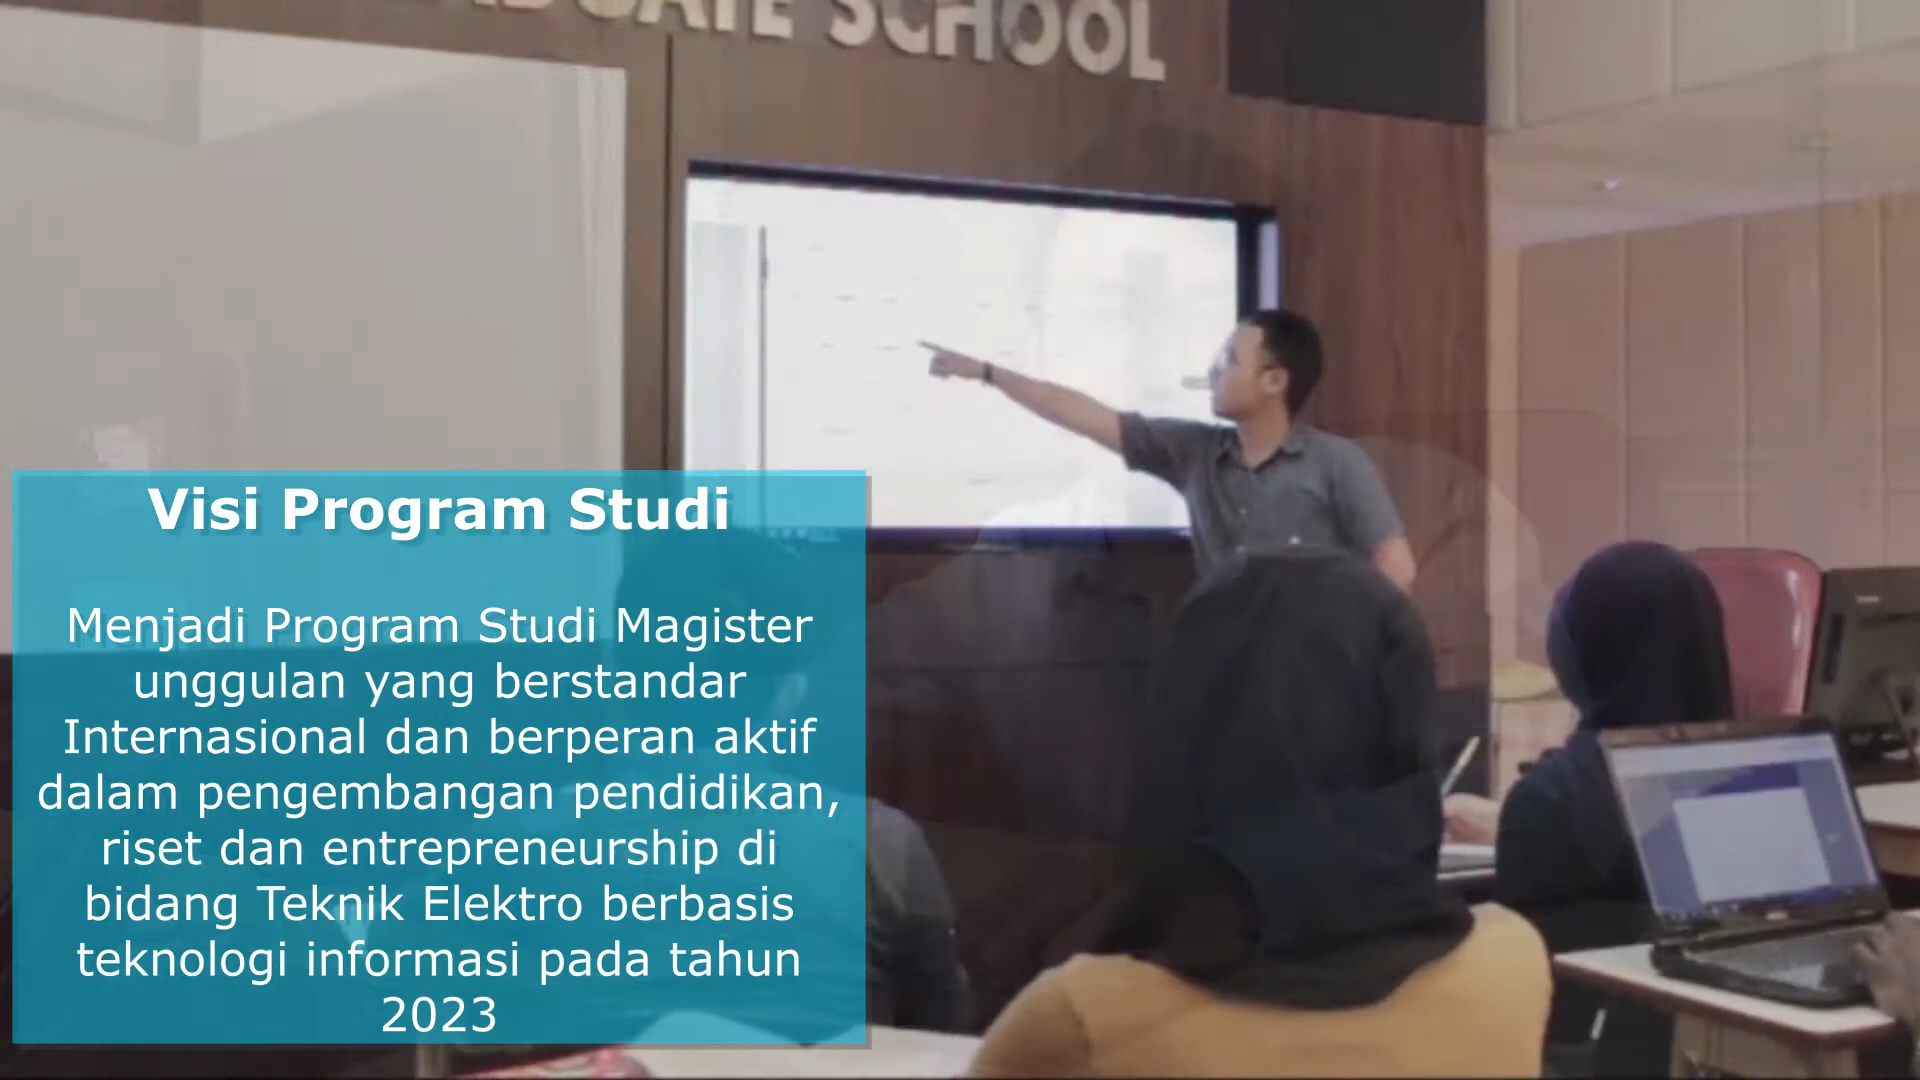 SCHOOL
Visi Program Studi
Menjadi Program Studi Magister
unggulan yang berstandar
Internasional dan berperan aktif
dalam pengembangan pendidikan,
riset dan entrepreneurship di
bidang Teknik Elektro berbasis
teknologi informasi pada tahun
2023